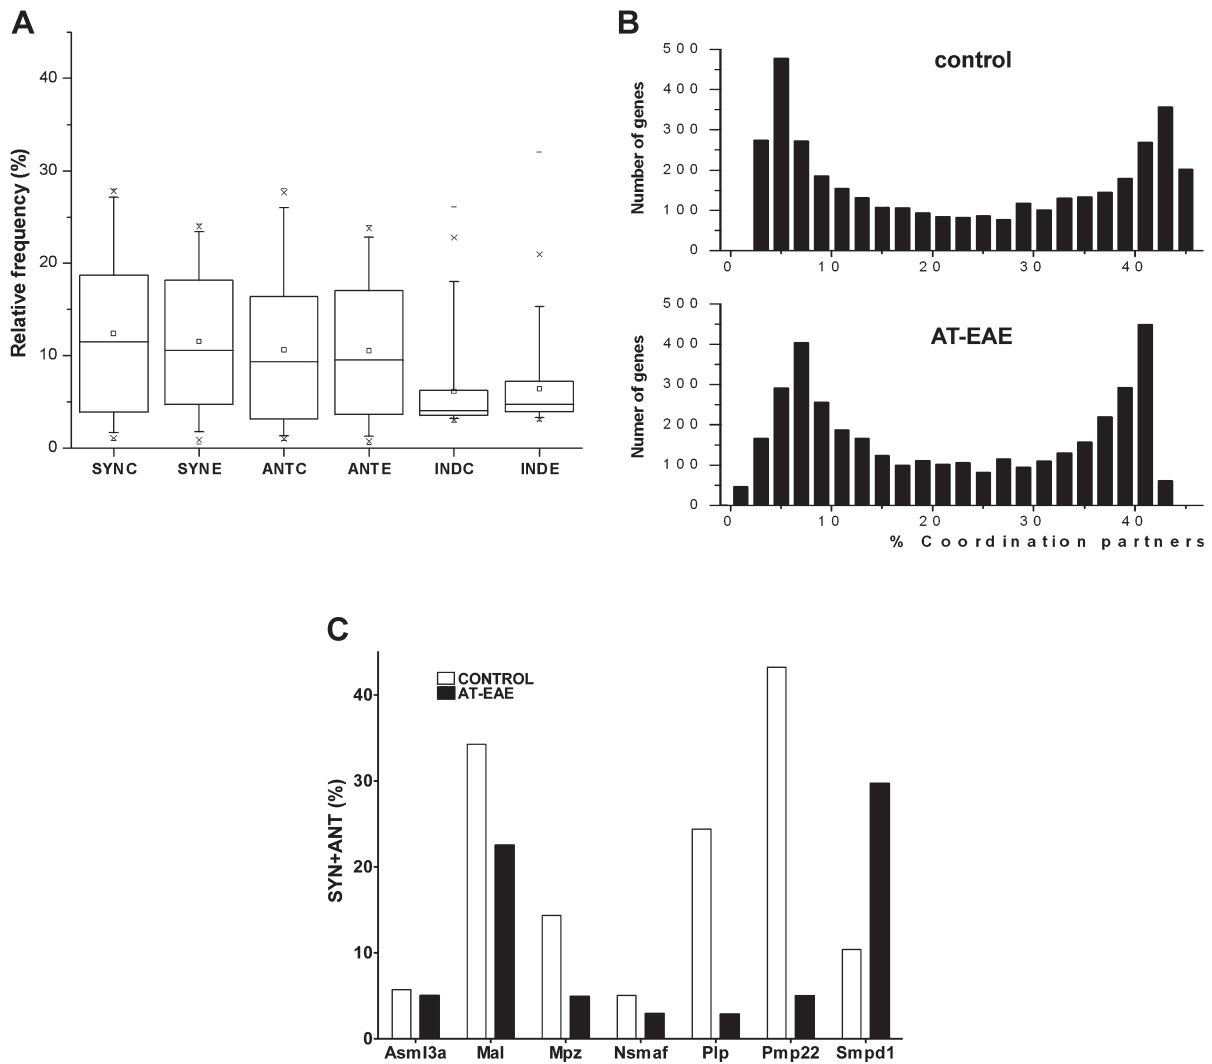 A
Relative frequency (%)
40
30
20
10
0
SYNC SYNE ANTC ANTE INDC INDE
B
control
Number of genes
500
400
300
200
100
0
0 10 20 30 40
AT-EAE
Numer of genes
500
400
300
200
100
0
0 10 20 30 40
% Coordination partners
C
CONTROL
AT-EAE
SYN+ANT (%)
40
30
20
10
0
Asml3a Mal Mpz Nsmaf Plp Pmp22 Smpd1